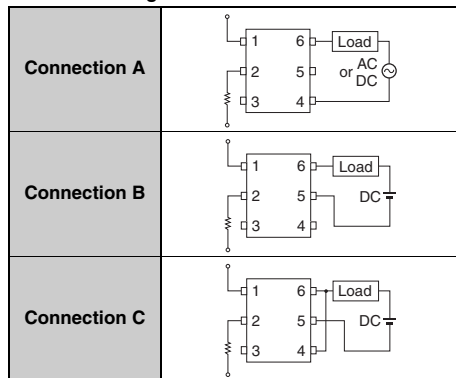 Connection A
1 6 Load
2 5 or AC
DC
3 4
Connection B
1 6 Load
2 5 DC
3 4
Connection C
1 6 Load
2 5 DC
3 4